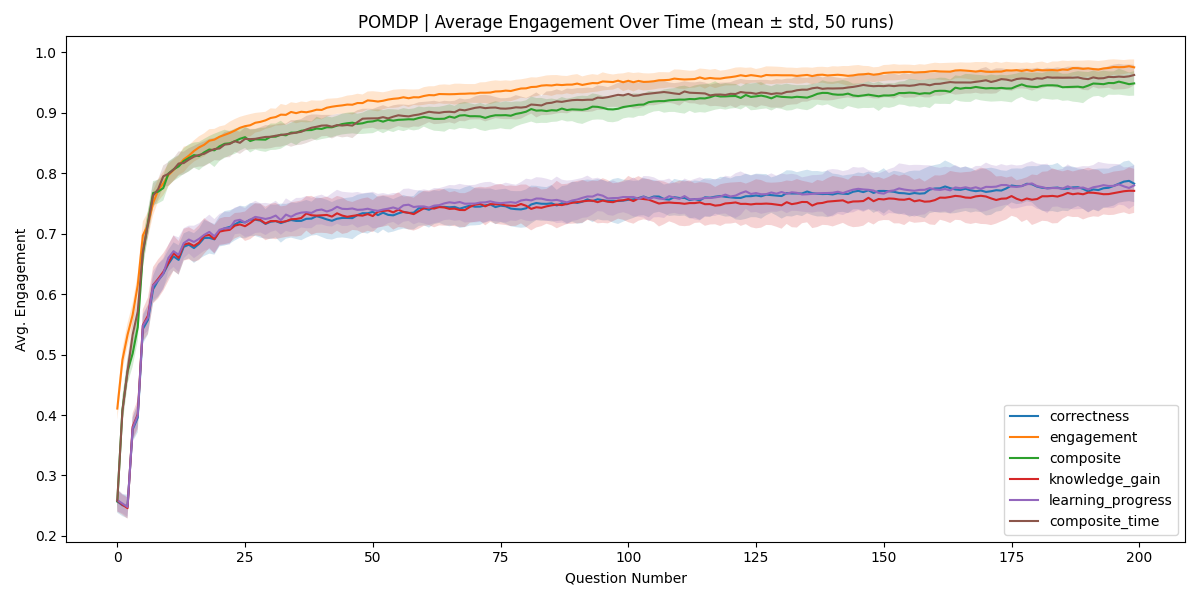 POMDP | Average Engagement Over Time (mean ± std, 50 runs)
1.0
0.9
0.8
0.7
0.6
0.5
0.4
0.3
0.2
Avg. Engagement
0 25 50 75 100 125 150 175 200
Question Number
correctness
engagement
composite
knowledge_gain
learning_progress
composite_time